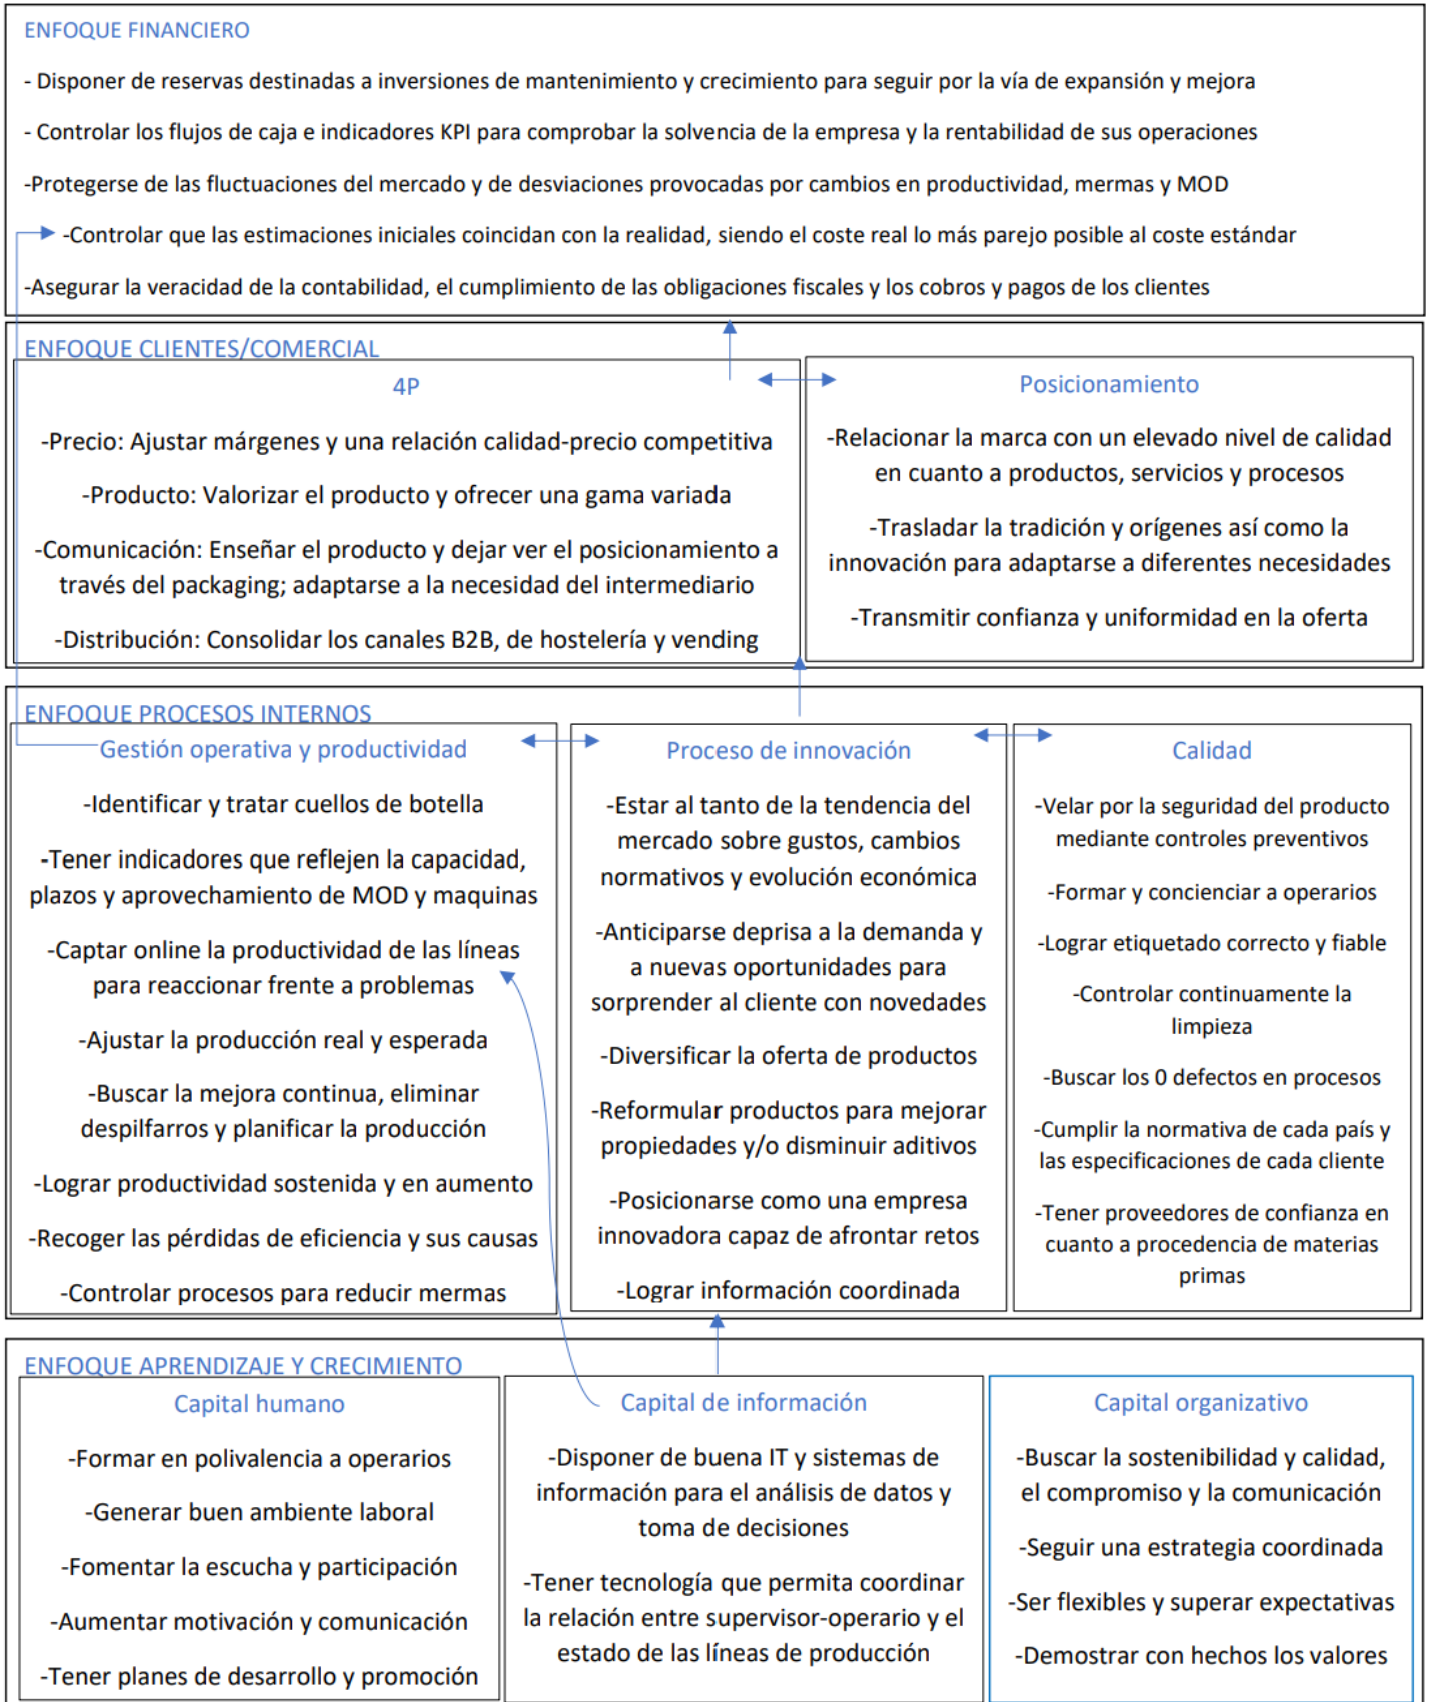 ENFOQUE FINANCIERO
- Disponer de reservas destinadas a inversiones de mantenimiento y crecimiento para seguir por la vía de expansión y mejora
- Controlar los flujos de caja e indicadores KPI para comprobar la solvencia de la empresa y la rentabilidad de sus operaciones
-Protegerse de las fluctuaciones del mercado y de desviaciones provocadas por cambios en productividad, mermas y MOD
-Controlar que las estimaciones iniciales coincidan con la realidad, siendo el coste real lo más parejo posible al coste estándar
-Asegurar la veracidad de la contabilidad, el cumplimiento de las obligaciones fiscales y los cobros y pagos de los clientes
ENFOQUE CLIENTES/COMERCIAL
4P
-Precio: Ajustar márgenes y una relación calidad-precio competitiva
-Producto: Valorizar el producto y ofrecer una gama variada
-Comunicación: Enseñar el producto y dejar ver el posicionamiento a
través del packaging; adaptarse a la necesidad del intermediario
-Distribución: Consolidar los canales B2B, de hostelería y vending
Posicionamiento
-Relacionar la marca con un elevado nivel de calidad
en cuanto a productos, servicios y procesos
-Trasladar la tradición y orígenes así como la
innovación para adaptarse a diferentes necesidades
-Transmitir confianza y uniformidad en la oferta
ENFOQUE PROCESOS INTERNOS
Gestión operativa y productividad
-Identificar y tratar cuellos de botella
-Tener indicadores que reflejen la capacidad,
plazos y aprovechamiento de MOD y maquinas
-Captar online la productividad de las líneas
para reaccionar frente a problemas
-Ajustar la producción real y esperada
-Buscar la mejora continua, eliminar
despilfarros y planificar la producción
-Lograr productividad sostenida y en aumento
-Recoger las pérdidas de eficiencia y sus causas
-Controlar procesos para reducir mermas
Proceso de innovación
-Estar al tanto de la tendencia del
mercado sobre gustos, cambios
normativos y evolución económica
-Anticiparse deprisa a la demanda y
a nuevas oportunidades para
sorprender al cliente con novedades
-Diversificar la oferta de productos
-Reformular productos para mejorar
propiedades y/o disminuir aditivos
-Posicionarse como una empresa
innovadora capaz de afrontar retos
-Lograr información coordinada
Calidad
-Velar por la seguridad del producto
mediante controles preventivos
-Formar y concienciar a operarios
-Lograr etiquetado correcto y fiable
-Controlar continuamente la
limpieza
-Buscar los 0 defectos en procesos
-Cumplir la normativa de cada país y
las especificaciones de cada cliente
-Tener proveedores de confianza en
cuanto a procedencia de materias
primas
ENFOQUE APRENDIZAJE Y CRECIMIENTO
Capital humano
-Formar en polivalencia a operarios
-Generar buen ambiente laboral
-Fomentar la escucha y participación
-Aumentar motivación y comunicación
-Tener planes de desarrollo y promoción
Capital de información
-Disponer de buena IT y sistemas de
información para el análisis de datos y
toma de decisiones
-Tener tecnología que permita coordinar
la relación entre supervisor-operario y el
estado de las líneas de producción
Capital organizativo
-Buscar la sostenibilidad y calidad,
el compromiso y la comunicación
-Seguir una estrategia coordinada
-Ser flexibles y superar expectativas
-Demostrar con hechos los valores